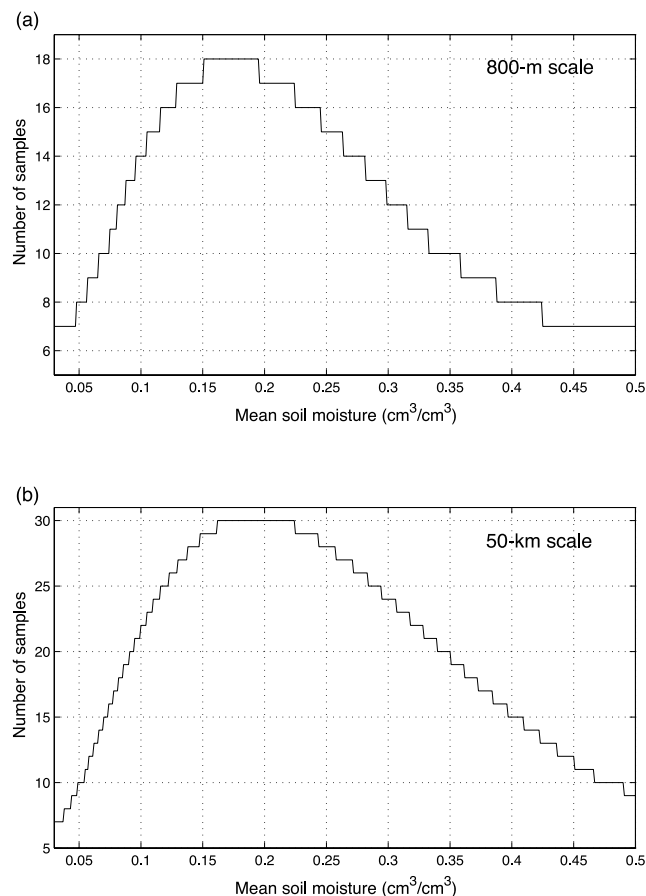 (a)
800-m scale
Number of samples
18
16
14
12
10
8
6
0.05 0.1 0.15 0.2 0.25 0.3 0.35 0.4 0.45 0.5
Mean soil moisture (cm³/cm³)
(b)
50-km scale
Number of samples
30
25
20
15
10
5
0.05 0.1 0.15 0.2 0.25 0.3 0.35 0.4 0.45 0.5
Mean soil moisture (cm³/cm³)